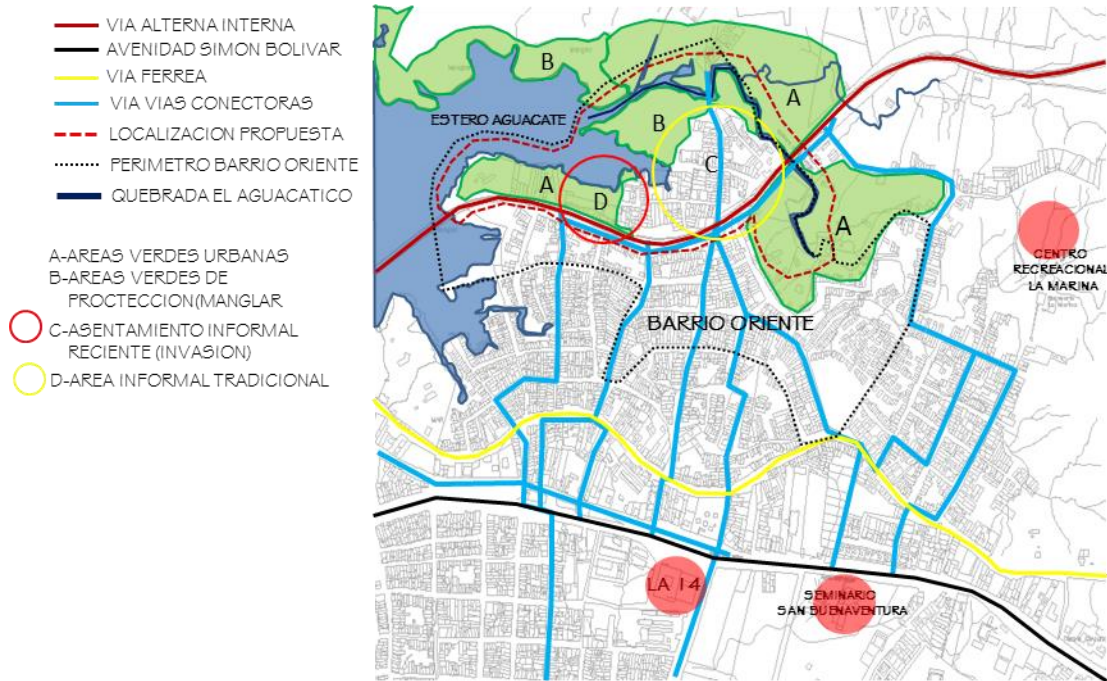 VIA ALTERNA INTERNA
AVENIDAD SIMON BOLIVAR
VIA FERREA
VIA VIAS CONECTORAS
LOCALIZACION PROPUESTA
PERIMETRO BARRIO ORIENTE
QUEBRADA EL AGUACATICO
A-AREAS VERDES URBANAS
B-AREAS VERDES DE
PROCTECCION(MANGLAR
C-ASENTAMIENTO INFORMAL
RECIENTE (INVASION)
D-AREA INFORMAL TRADICIONAL
B
A
ESTERO AGUACATE
B
C
A
D
A
CENTRO
RECREACIONAL
LA MARINA
BARRIO ORIENTE
LA 14
SEMINARIO
SAN BUENAVENTURA